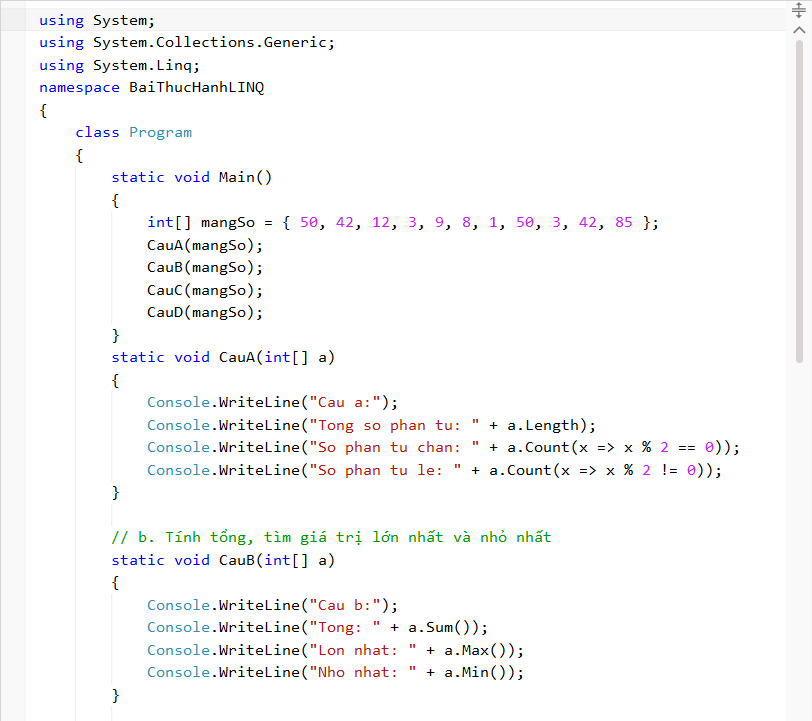 using System;
using System.Collections.Generic;
using System.Linq;
namespace BaiThucHanhLINQ
{
    class Program
    {
        static void Main()
        {
            int[] mangSo = { 50, 42, 12, 3, 9, 8, 1, 50, 3, 42, 85 };
            CauA(mangSo);
            CauB(mangSo);
            CauC(mangSo);
            CauD(mangSo);
        }
        static void CauA(int[] a)
        {
            Console.WriteLine("Cau a:");
            Console.WriteLine("Tong so phan tu: " + a.Length);
            Console.WriteLine("So phan tu chan: " + a.Count(x => x % 2 == 0));
            Console.WriteLine("So phan tu le: " + a.Count(x => x % 2 != 0));
        }

        // b. Tính tổng, tìm giá trị lớn nhất và nhỏ nhất
        static void CauB(int[] a)
        {
            Console.WriteLine("Cau b:");
            Console.WriteLine("Tong: " + a.Sum());
            Console.WriteLine("Lon nhat: " + a.Max());
            Console.WriteLine("Nho nhat: " + a.Min());
        }